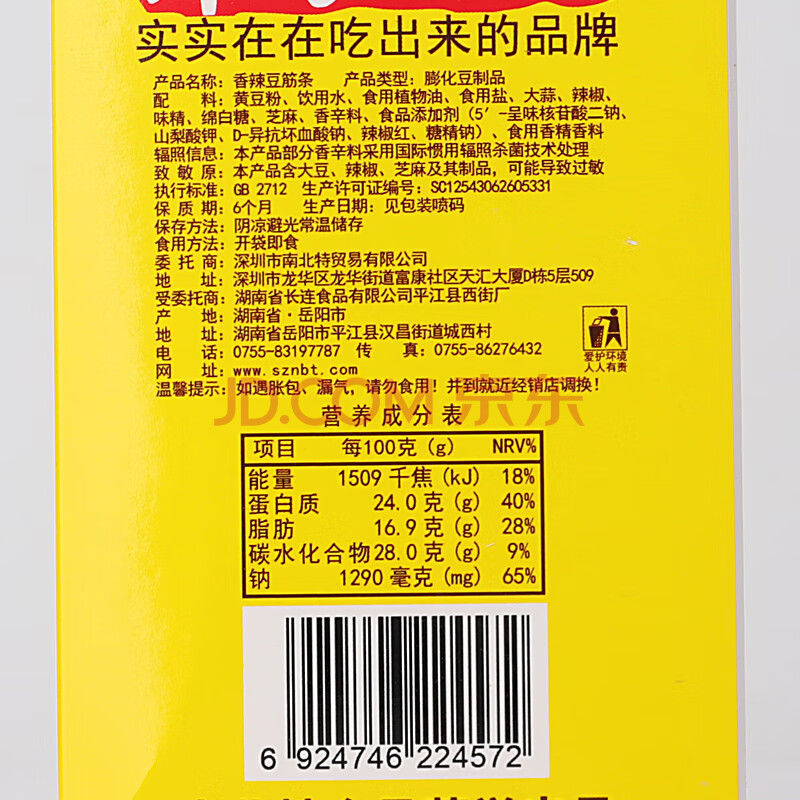 实实在在吃出来的品牌
产品名称：香辣豆筋条 产品类型：膨化豆制品
配 料：黄豆粉、饮用水、食用植物油、食用盐、大蒜、辣椒、
味精、绵白糖、芝麻、香辛料、食品添加剂（5′-呈味核苷酸二钠、
山梨酸钾、D-异抗坏血酸钠、辣椒红、糖精钠）、食用香精香料
辐照信息：本产品部分香辛料采用国际惯用辐照杀菌技术处理
致 敏 原：本产品含大豆、辣椒、芝麻及其制品，可能导致过敏
执行标准：GB 2712 生产许可证编号：SC12543062605331
保 质 期：6个月 生产日期：见包装喷码
保存方法：阴凉避光常温储存
食用方法：开袋即食
委 托 商：深圳市南北特贸易有限公司
地 址：深圳市龙华区龙华街道富康社区天汇大厦D栋5层509
受委托商：湖南省长连食品有限公司平江县西街厂
产 地：湖南省·岳阳市
地 址：湖南省岳阳市平江县汉昌街道城西村
电 话：0755-83197787 传 真：0755-86276432
网 址：www.sznbt.com
爱护环境
人人有责
温馨提示：如遇胀包、漏气，请勿食用！并到就近经销店调换！
JD.COM 京东
营养成分表
项目 每100克（g） NRV%
能量 1509 千焦（kJ） 18%
蛋白质 24.0 克（g） 40%
脂肪 16.9 克（g） 28%
碳水化合物 28.0 克（g） 9%
钠 1290 毫克（mg） 65%
6 924746 224572